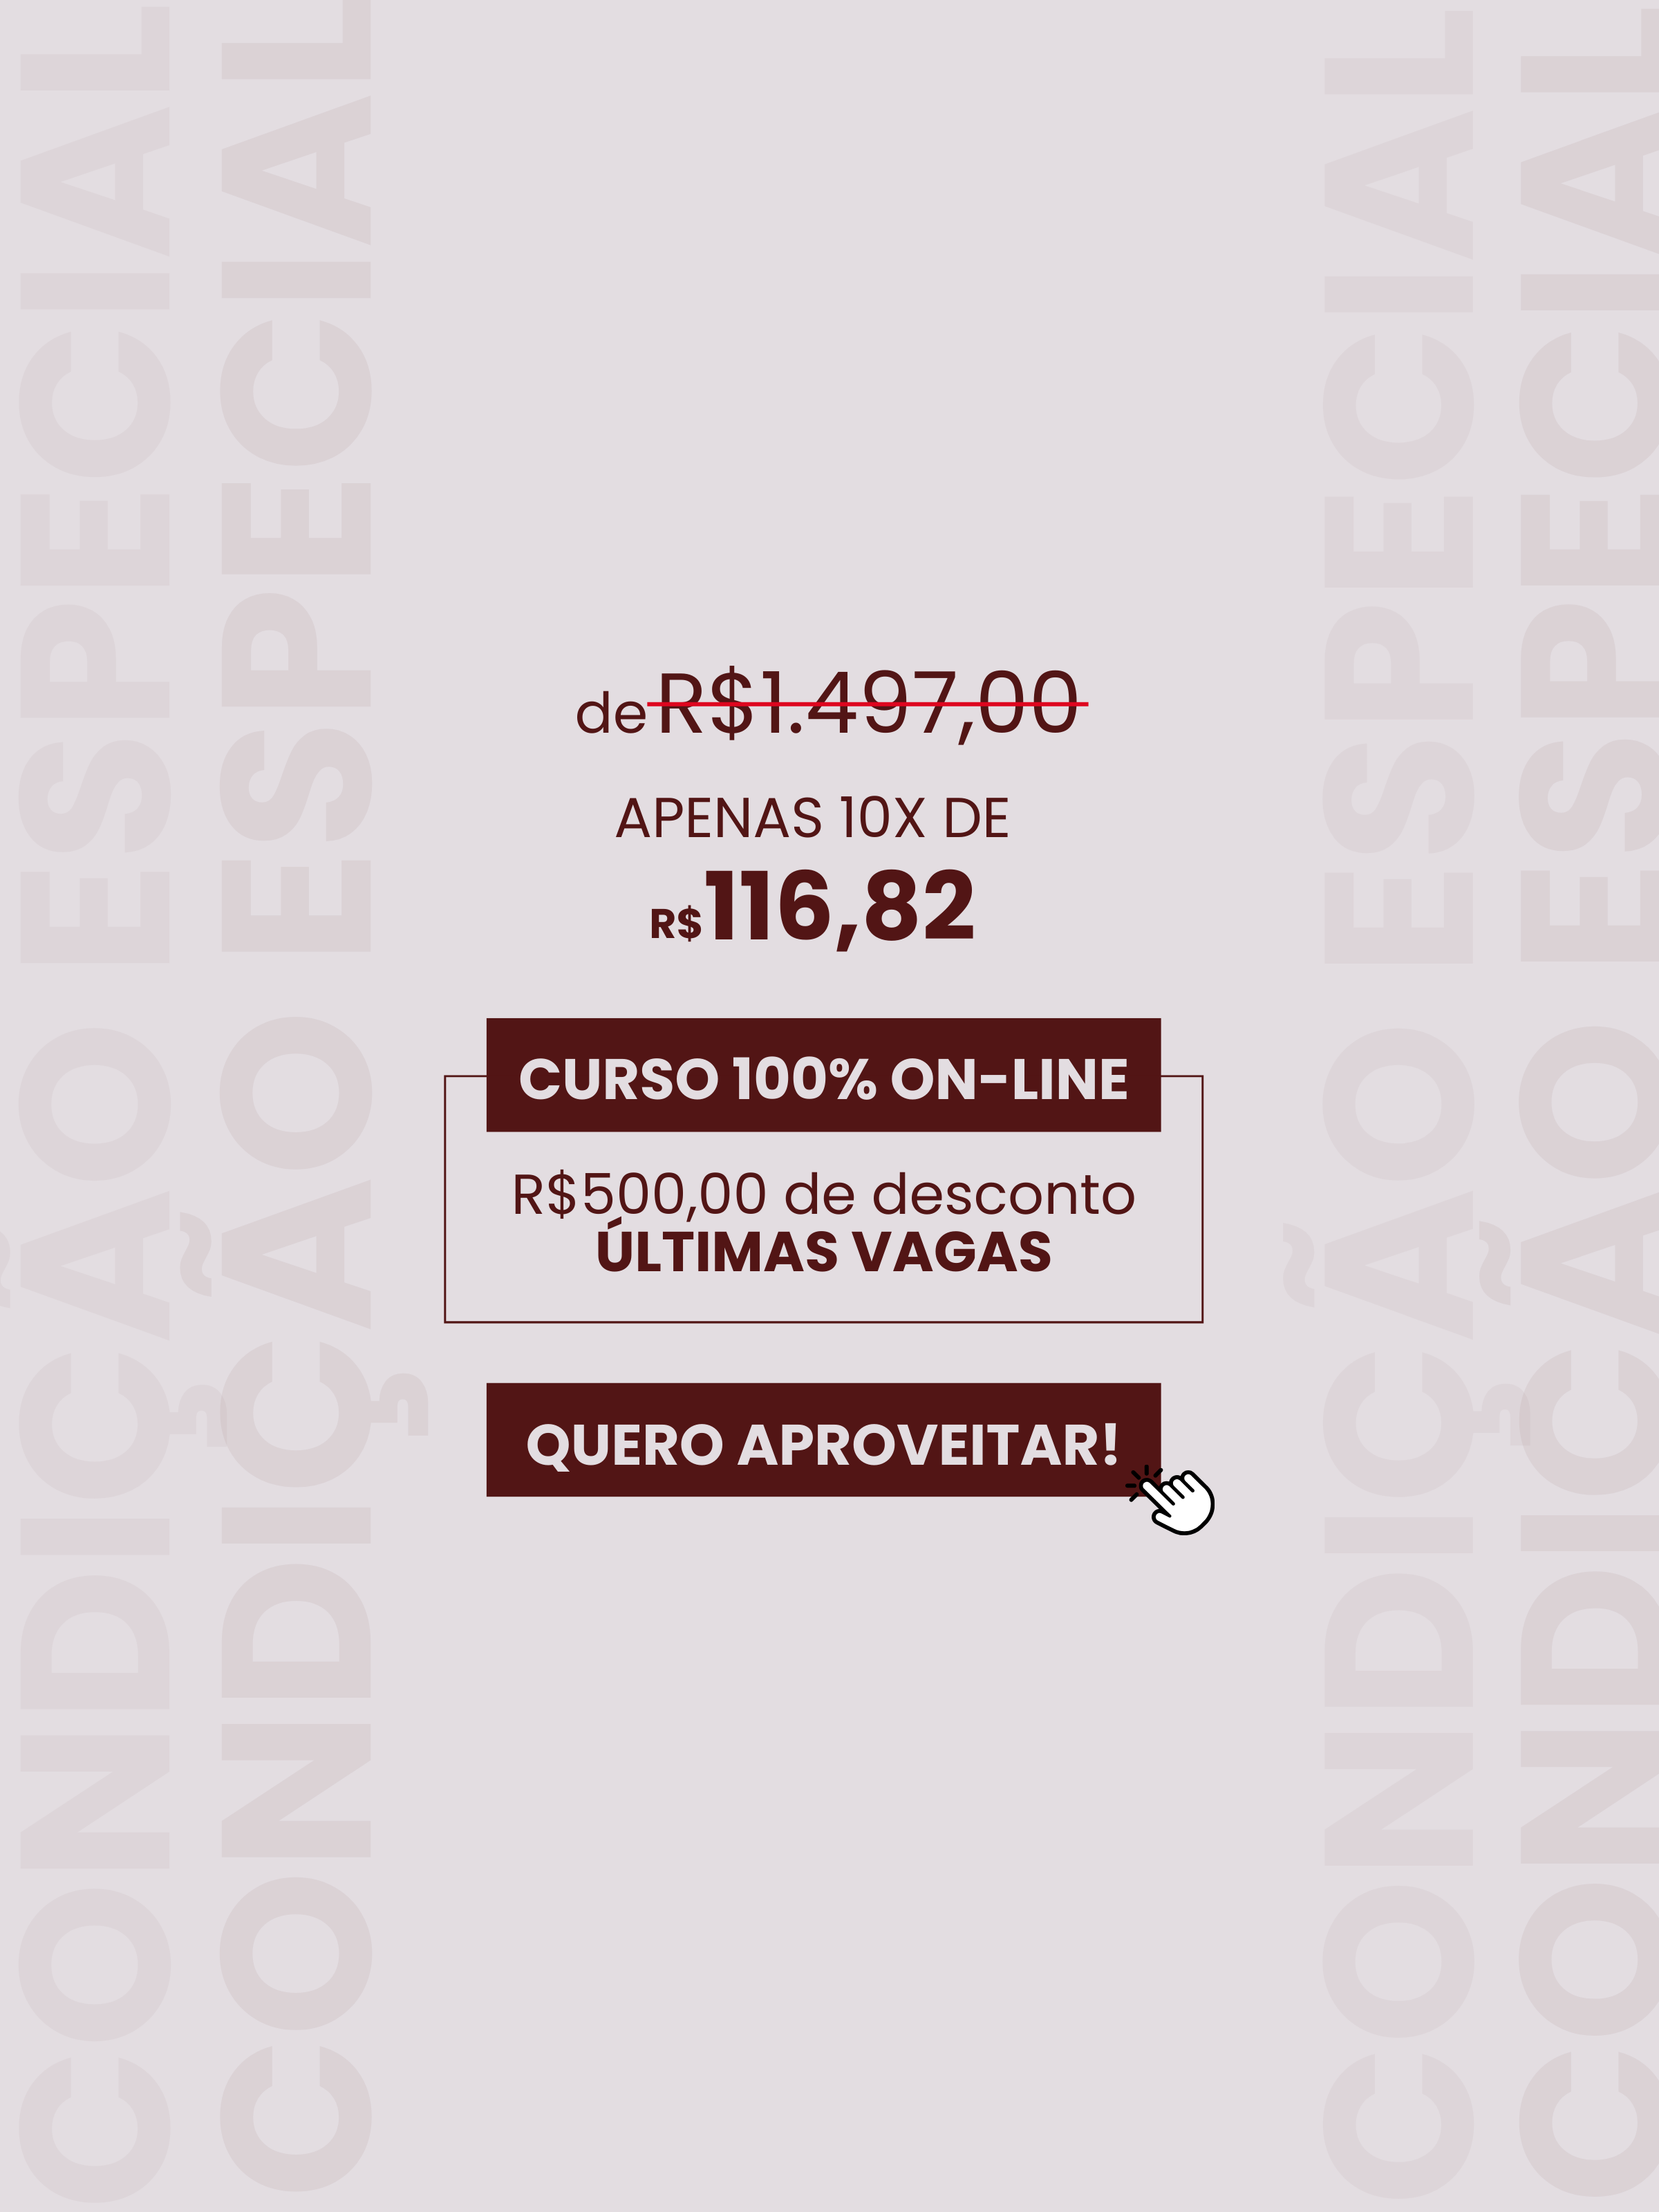 CONDIÇÃO ESPECIAL
CONDIÇÃO ESPECIAL
de R$1.497,00
APENAS 10X DE
R$116,82
CURSO 100% ON-LINE
R$500,00 de desconto
ÚLTIMAS VAGAS
QUERO APROVEITAR!
CONDIÇÃO ESPECIAL
CONDIÇÃO ESPECIAL